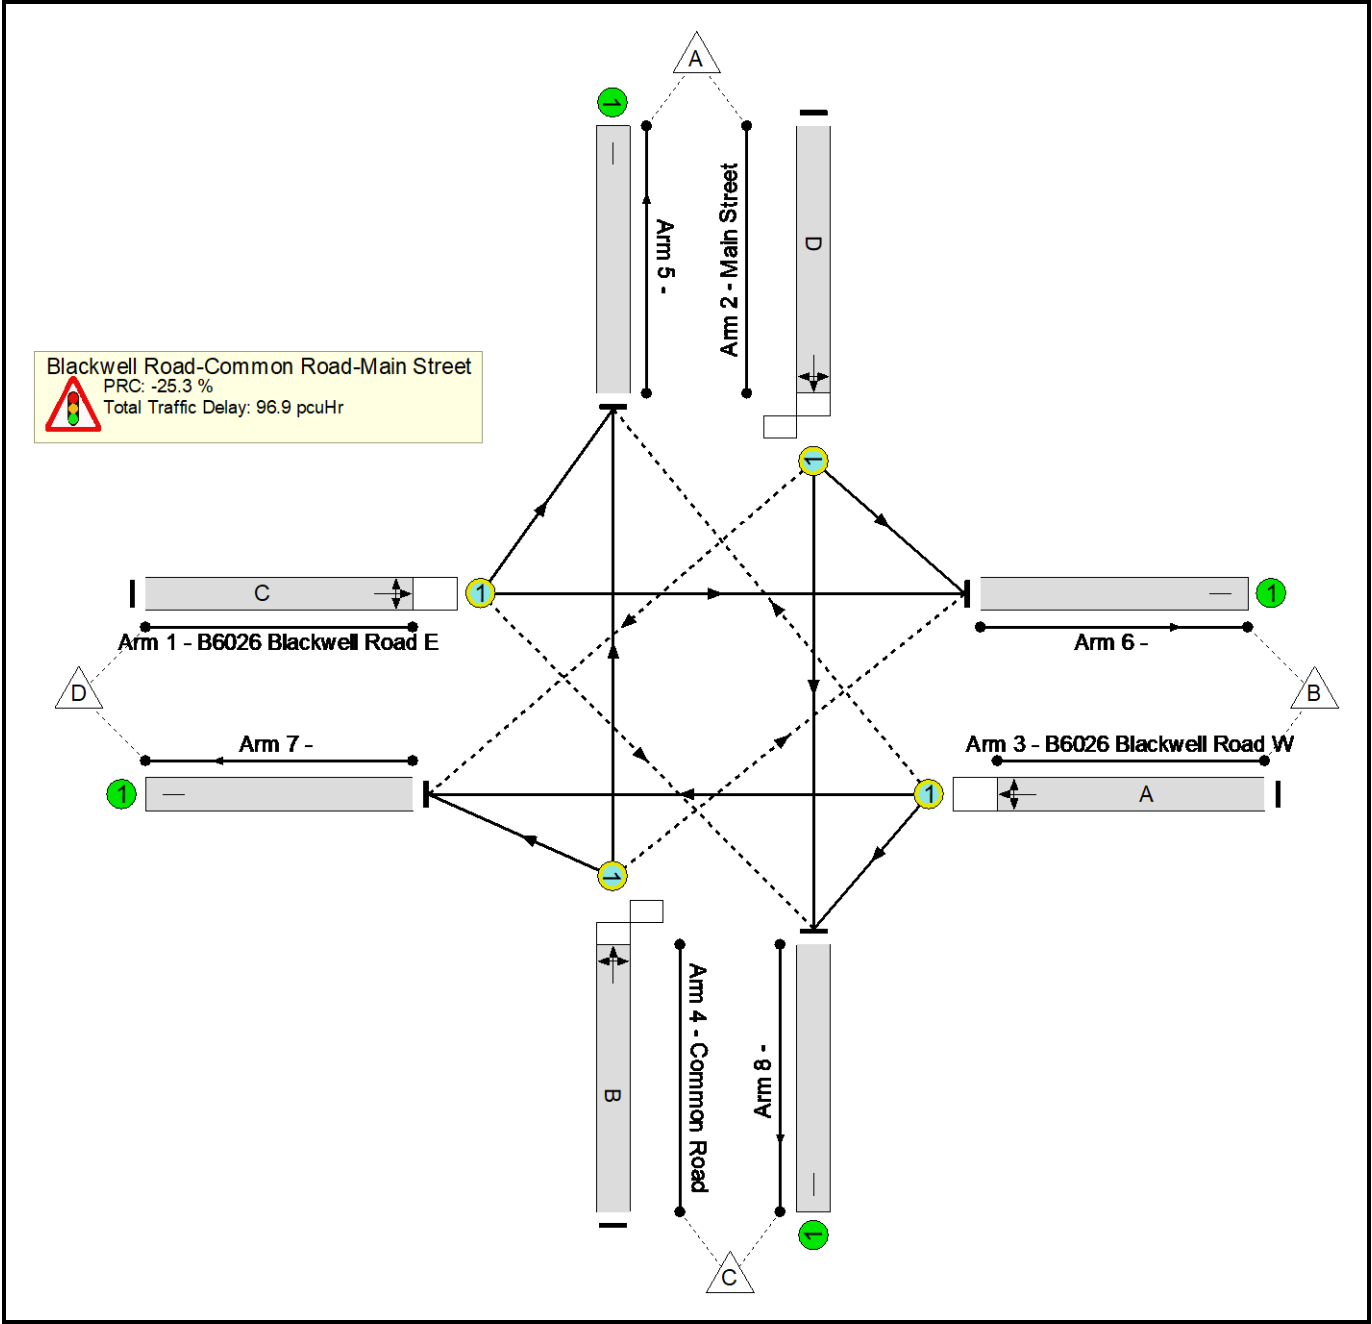 A
1
Arm 5 -
Arm 2 - Main Street
D
Blackwell Road-Common Road-Main Street
PRC: -25.3 %
Total Traffic Delay: 96.9 pcuHr
1
C
1
1
Arm 1 - B6026 Blackwell Road E
Arm 6 -
D
B
Arm 7 -
Arm 3 - B6026 Blackwell Road W
1
1
A
1
Arm 4 - Common Road
Arm 8 -
B
1
C